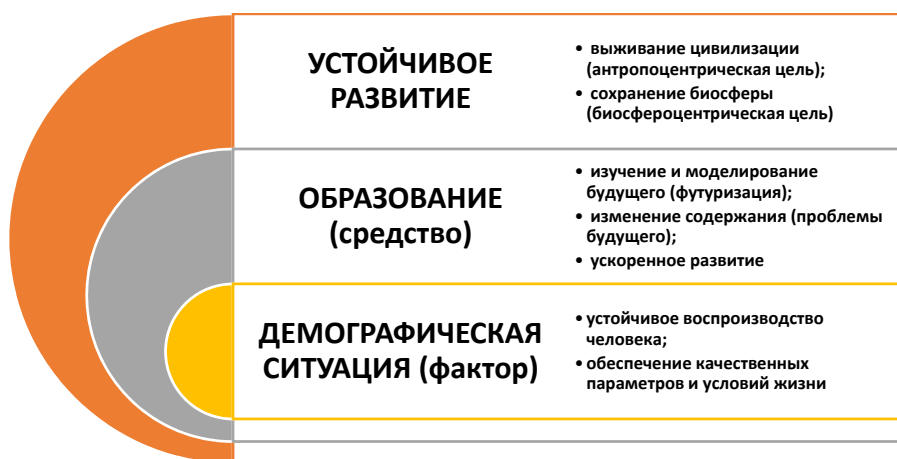 УСТОЙЧИВОЕ
РАЗВИТИЕ
• выживание цивилизации
(антропоцентрическая цель);
• сохранение биосферы
(биосфероцентрическая цель)
ОБРАЗОВАНИЕ
(средство)
• изучение и моделирование
будущего (футуризация);
• изменение содержания (проблемы
будущего);
• ускоренное развитие
ДЕМОГРАФИЧЕСКАЯ
СИТУАЦИЯ (фактор)
• устойчивое воспроизводство
человека;
• обеспечение качественных
параметров и условий жизни